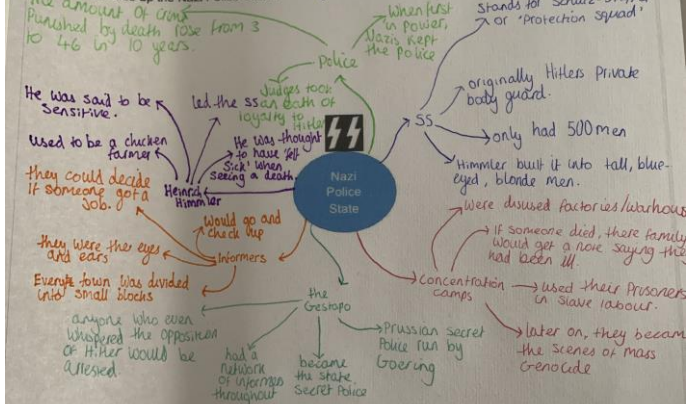 The amount of crimes
Punished by death rose from 3
to 46 in 10 years.
Police
When first
in power,
Nazis kept
the Police
Judges took
an oath of
loyalty to
Hitler
Stands for
or 'Protection squad'
SS
originally Hitlers Private
body guard.
only had 500 men
Himmler built it into tall, blue-
eyed, blonde men.
He was said to be
Sensitive.
led the SS
used to be a chicken
farmer
He was thought
to have 'felt
Sick' when
seeing a death.
Heinrich
Himmler
Nazi
Police
State
they could decide
if someone got a
Job.
would go and
check up
they were the eyes
and ears
Informers
Every town was divided
into small blocks
were disused factories/
If someone died, there family
would get a note saying they
had been ill.
Concentration
camps
used their Prisoners
in slave labour.
later on, they became
the scenes of mass
Genocide
the
Gestapo
anyone who even
whispered the opposition
of Hitler would be
arrested.
had a
network
of informers
throughout
became
the state
Secret Police
Prussian secret
Police run by
Goering